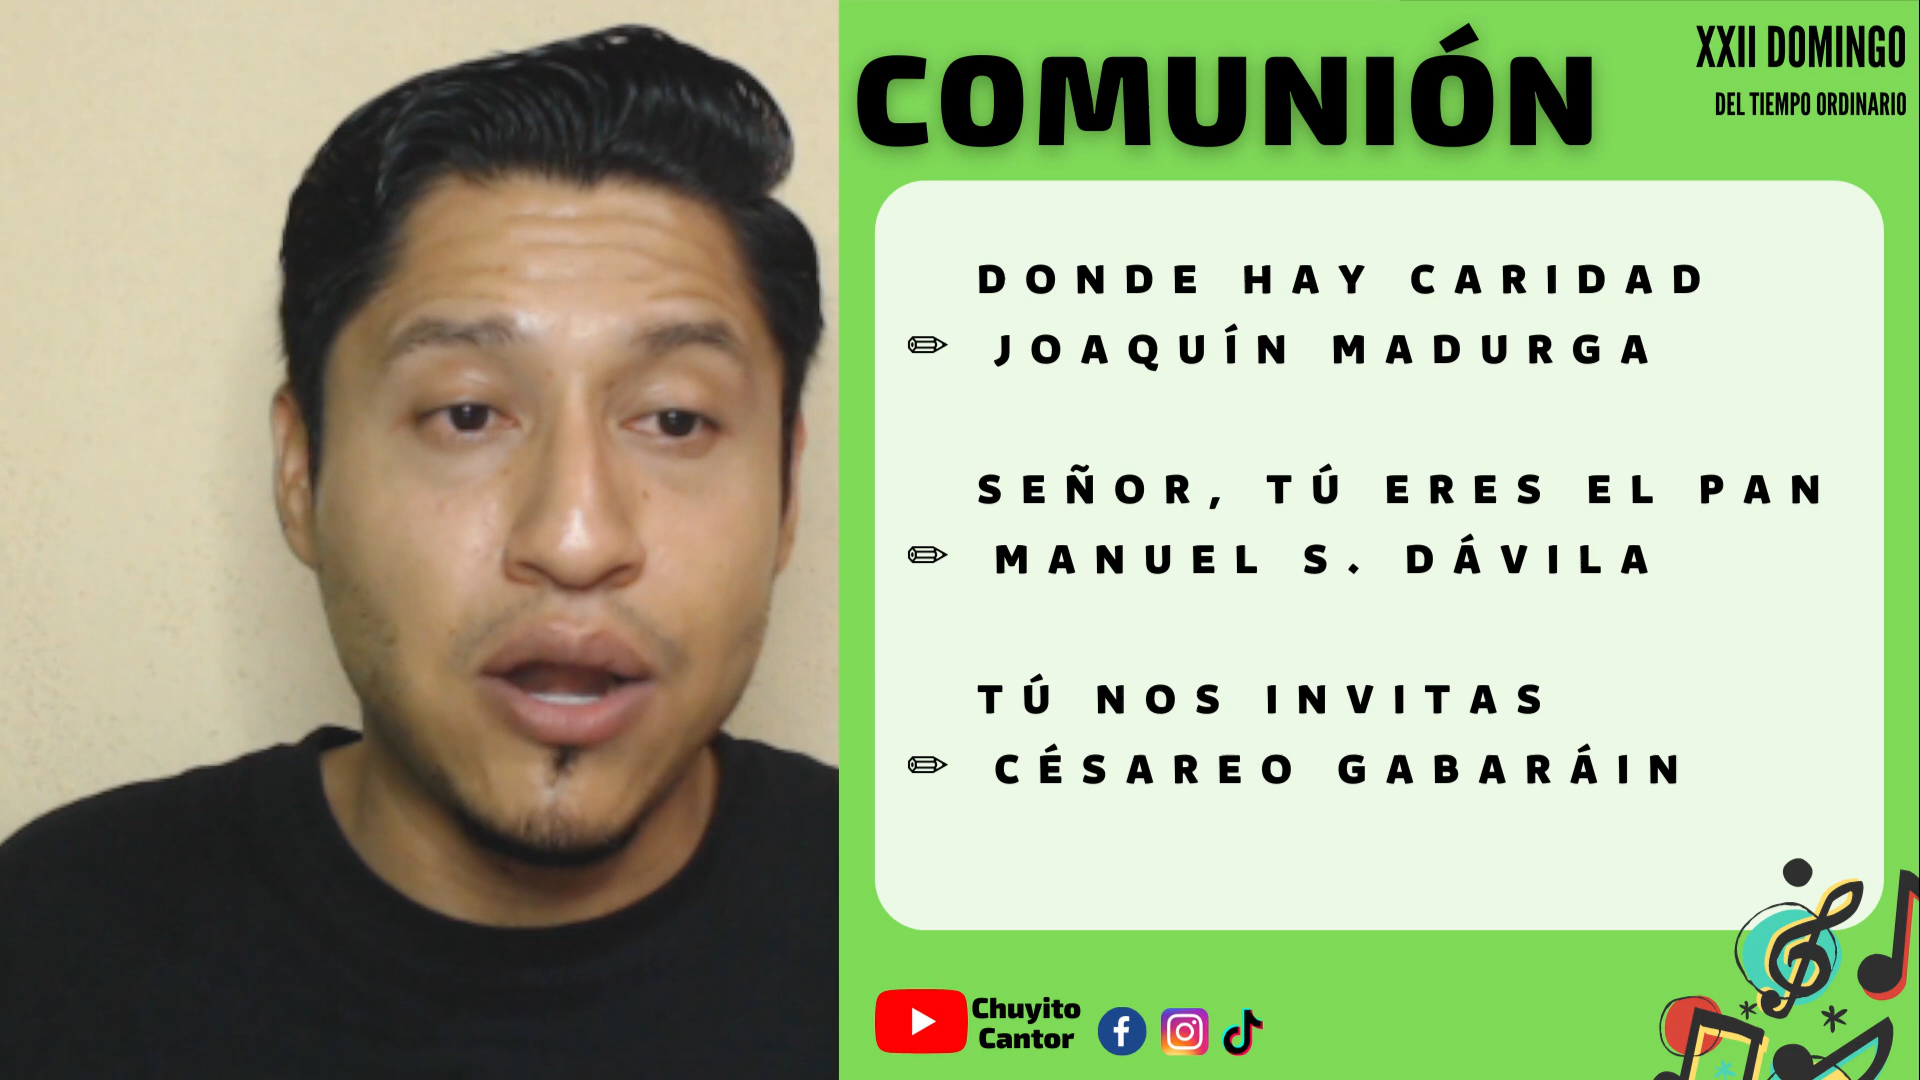 COMUNIÓN
XXII DOMINGO
DEL TIEMPO ORDINARIO
DONDE HAY CARIDAD
✏ JOAQUÍN MADURGA
SEÑOR, TÚ ERES EL PAN
✏ MANUEL S. DÁVILA
TÚ NOS INVITAS
✏ CÉSAREO GABARÁIN
Chuyito
Cantor